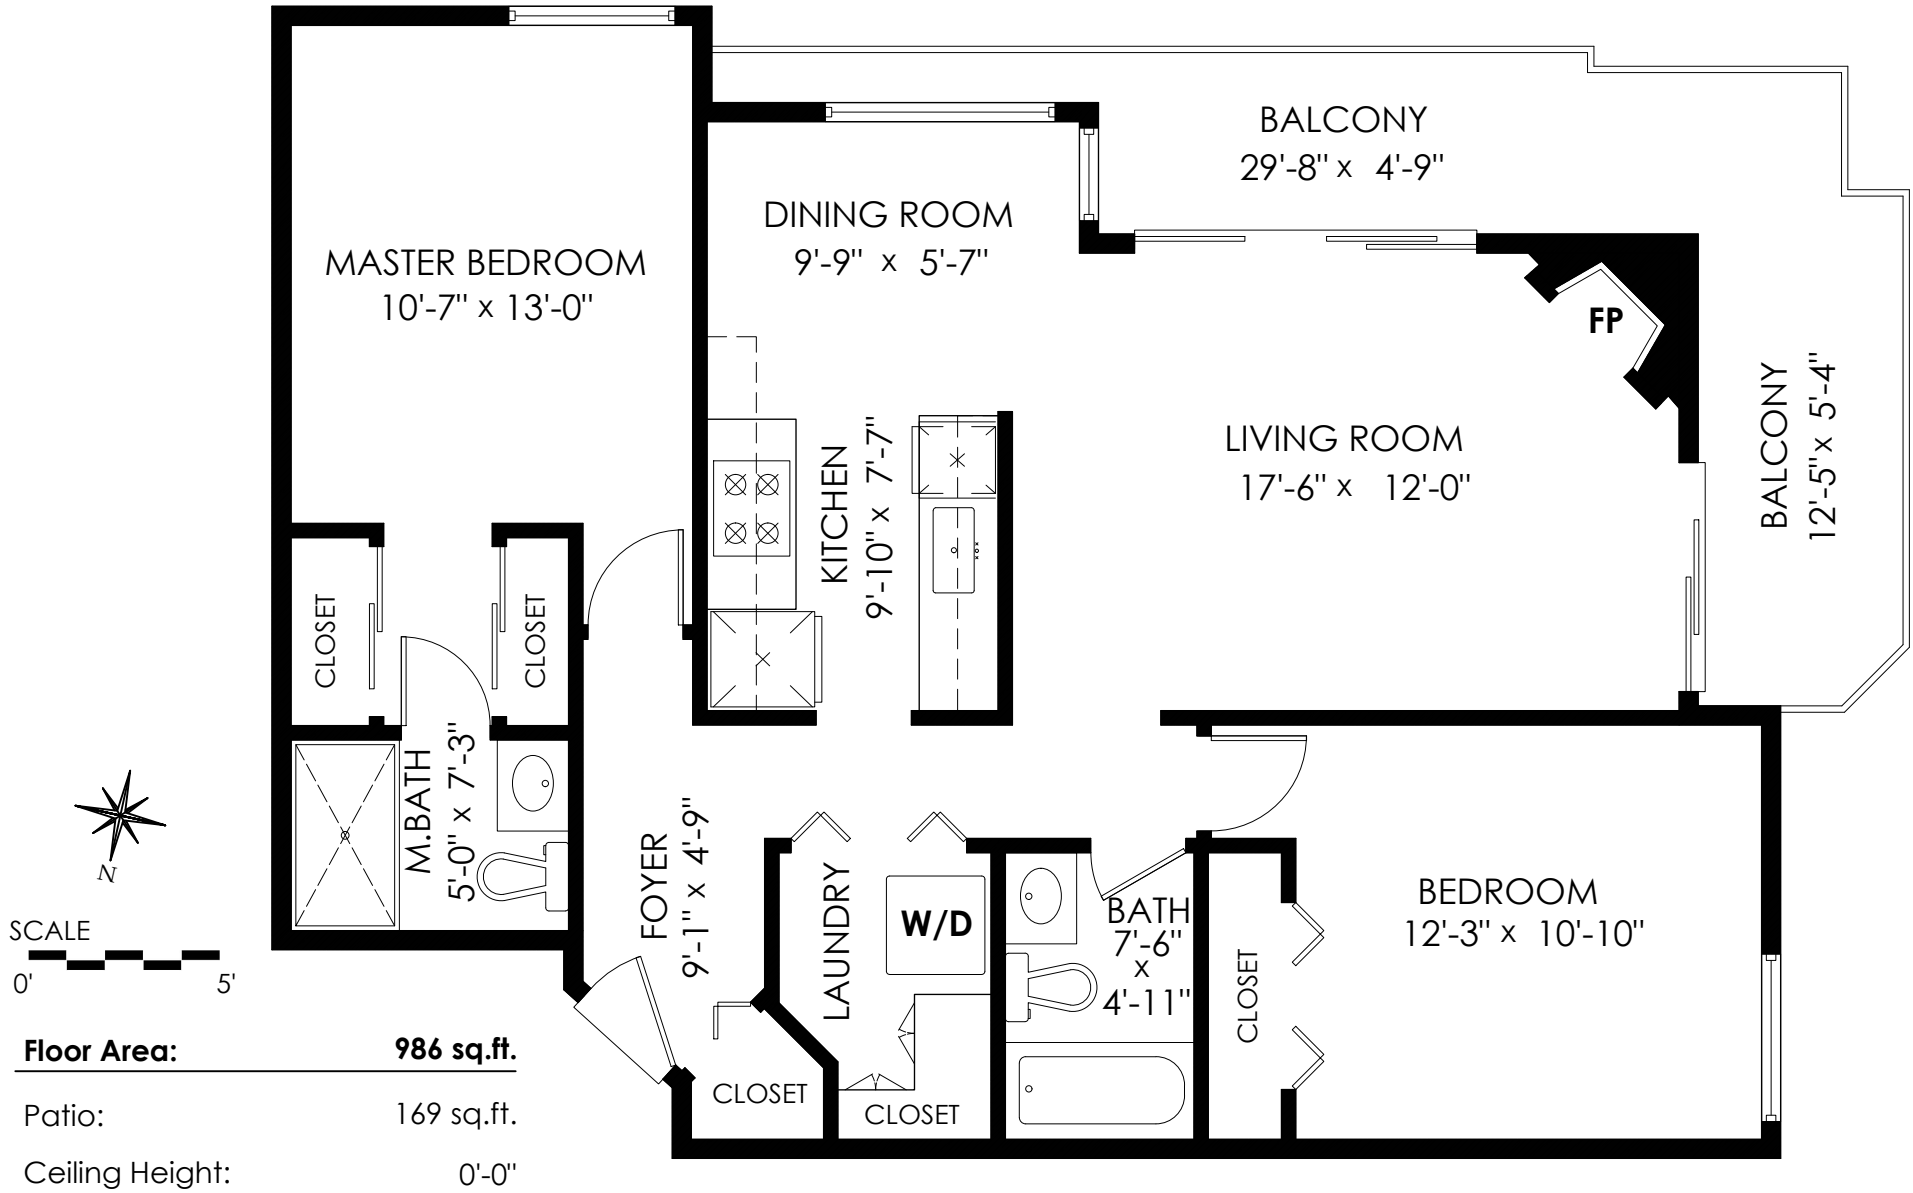 BALCONY
29'-8" x 4'-9"
DINING ROOM
9'-9" x 5'-7"
MASTER BEDROOM
10'-7" x 13'-0"
FP
BALCONY
12'-5" x 5'-4"
LIVING ROOM
17'-6" x 12'-0"
KITCHEN
9'-10" x 7'-7"
CLOSET
CLOSET
M.BATH
5'-0" x 7'-3"
FOYER
9'-1" x 4'-9"
LAUNDRY
W/D
BATH
7'-6"
x
4'-11"
BEDROOM
12'-3" x 10'-10"
CLOSET
CLOSET
CLOSET
N
SCALE
0' 5'
Floor Area: 986 sq.ft.
Patio: 169 sq.ft.
Ceiling Height: 0'-0"